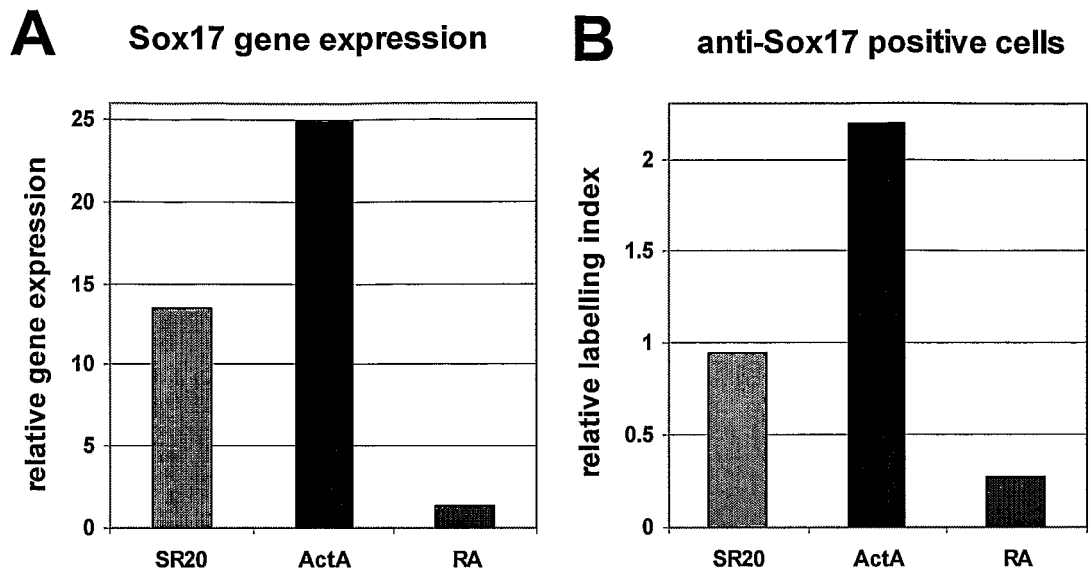 A
Sox17 gene expression
relative gene expression
25
20
15
10
5
0
SR20 ActA RA
B
anti-Sox17 positive cells
relative labelling index
2
1.5
1
0.5
0
SR20 ActA RA